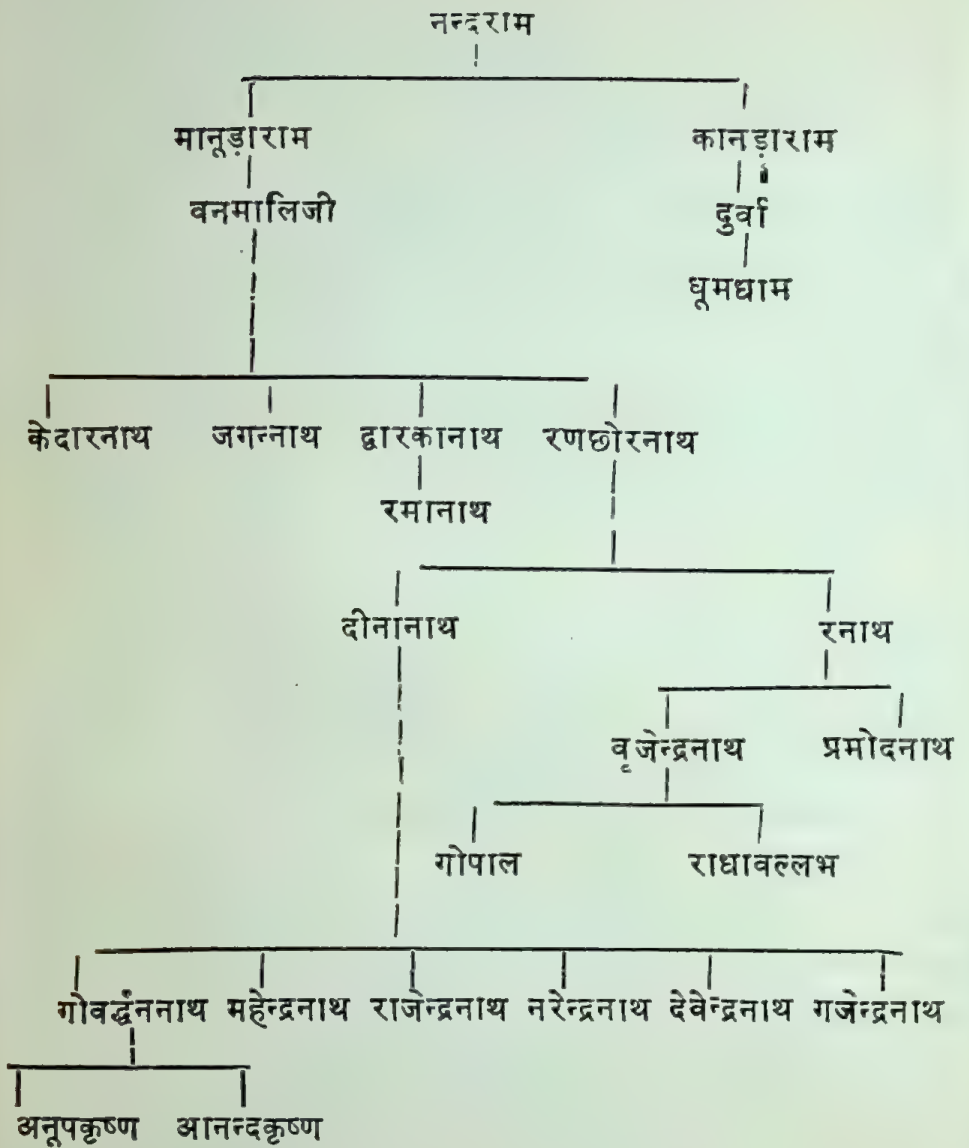 नन्दराम
मानूड़ाराम कानड़ाराम
वनमालिजी दुर्वा
धूमधाम
केदारनाथ जगन्नाथ द्वारकानाथ रणछोरनाथ
रमानाथ
दीनानाथ रनाथ
वृजेन्द्रनाथ प्रमोदनाथ
गोपाल राधावल्लभ
गोवर्द्धंननाथ महेन्द्रनाथ राजेन्द्रनाथ नरेन्द्रनाथ देवेन्द्रनाथ गजेन्द्रनाथ
अनूपकृष्ण आनन्दकृष्ण